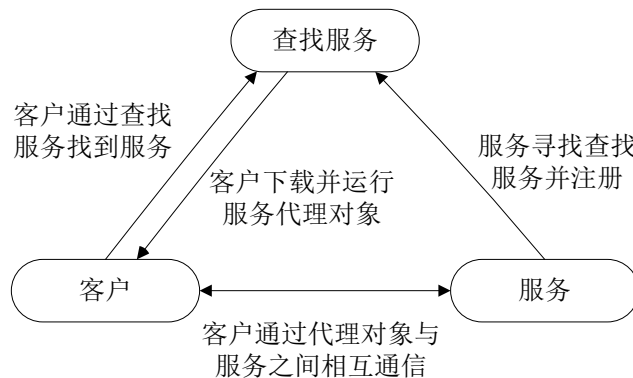 查找服务
客户通过查找
服务找到服务
服务寻找查找
服务并注册
客户下载并运行
服务代理对象
客户
服务
客户通过代理对象与
服务之间相互通信